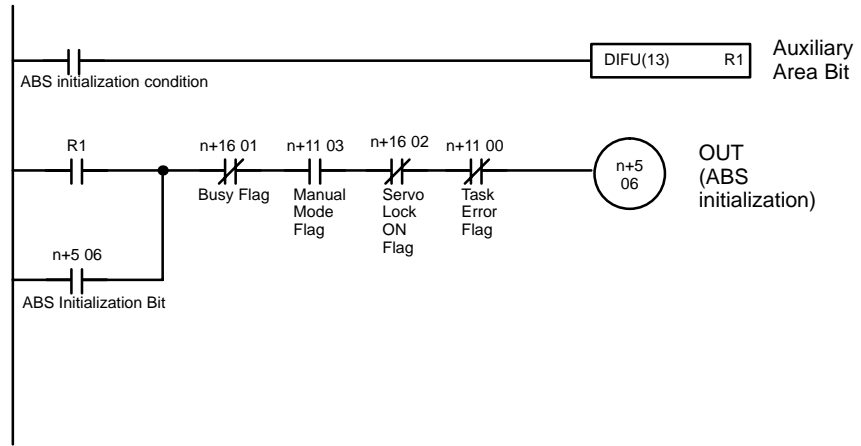 DIFU(13) R1
Auxiliary
Area Bit
ABS initialization condition
R1
n+16 01
n+11 03
n+16 02
n+11 00
n+5
06
OUT
(ABS
initialization)
Busy Flag
Manual
Mode
Flag
Servo
Lock
ON
Flag
Task
Error
Flag
n+5 06
ABS Initialization Bit